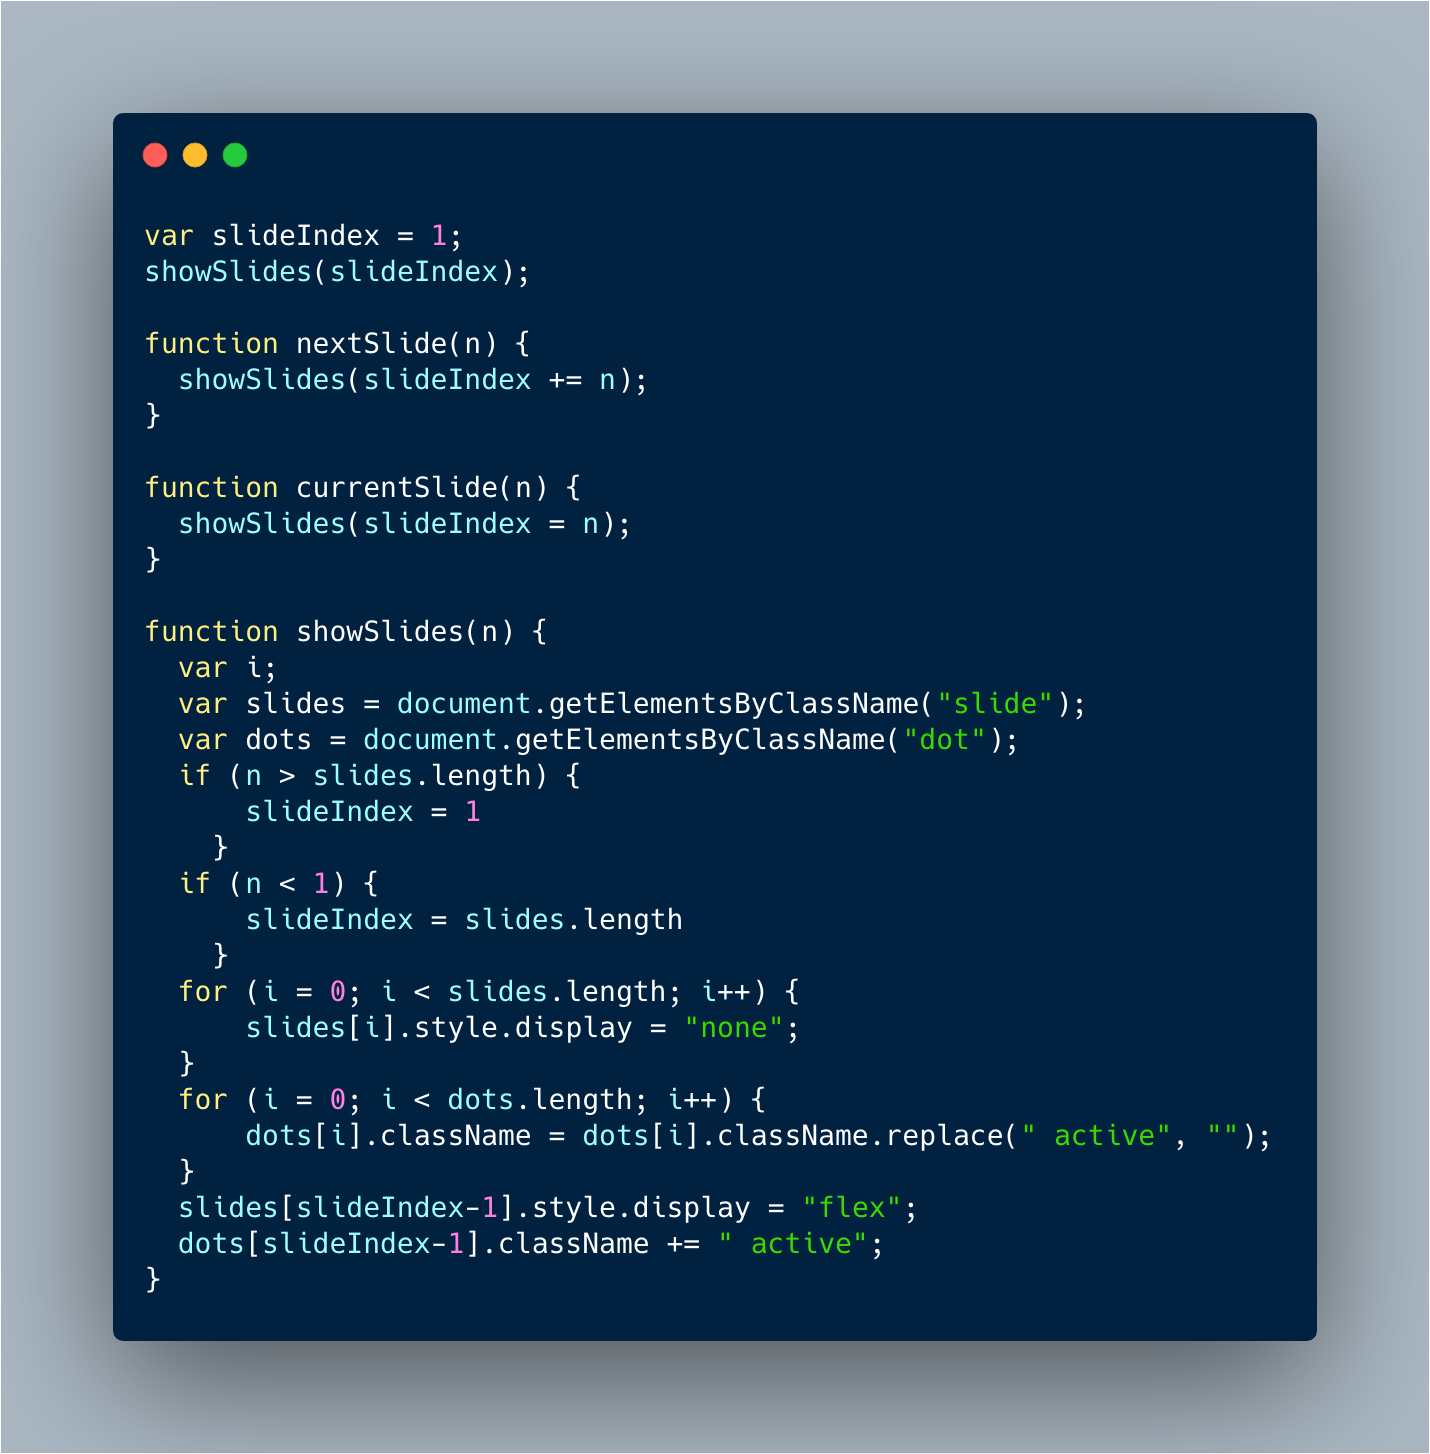 var slideIndex = 1;
showSlides(slideIndex);

function nextSlide(n) {
  showSlides(slideIndex += n);
}

function currentSlide(n) {
  showSlides(slideIndex = n);
}

function showSlides(n) {
  var i;
  var slides = document.getElementsByClassName("slide");
  var dots = document.getElementsByClassName("dot");
  if (n > slides.length) {
      slideIndex = 1
    }
  if (n < 1) {
      slideIndex = slides.length
    }
  for (i = 0; i < slides.length; i++) {
      slides[i].style.display = "none";
  }
  for (i = 0; i < dots.length; i++) {
      dots[i].className = dots[i].className.replace(" active", "");
  }
  slides[slideIndex-1].style.display = "flex";
  dots[slideIndex-1].className += " active";
}